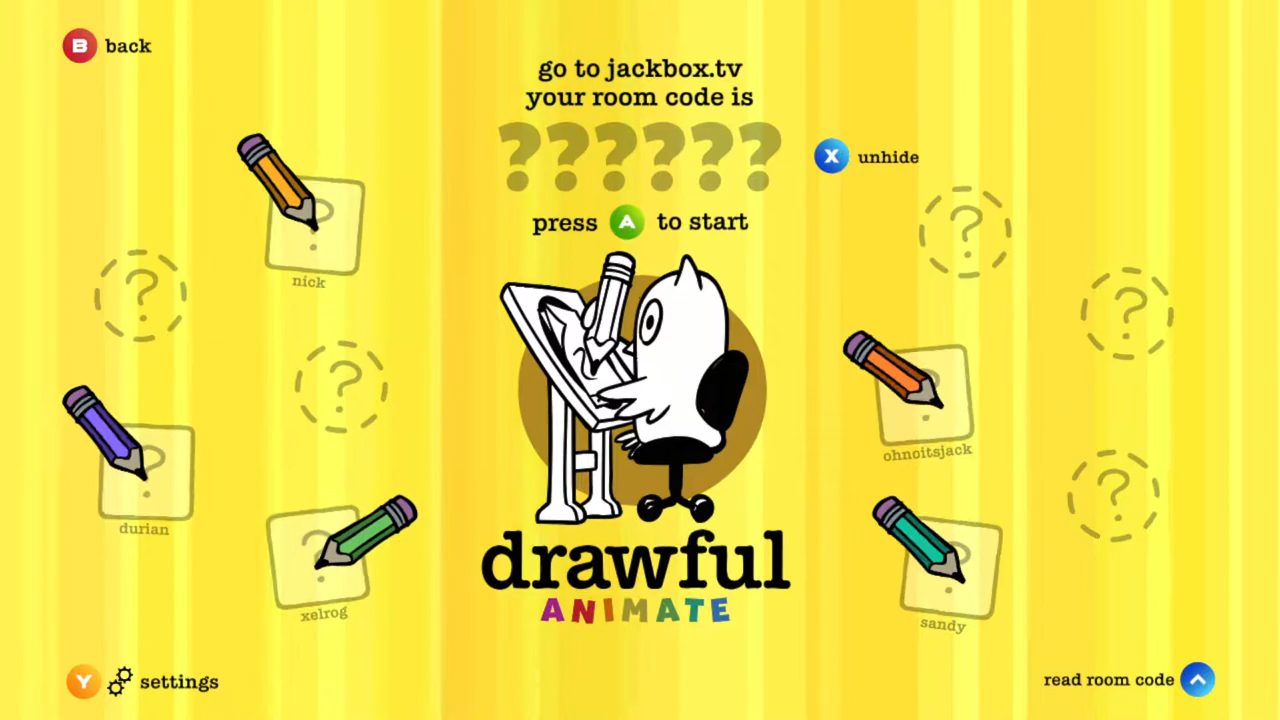 B back
go to jackbox.tv
your room code is
??????
X unhide
press A to start
?
nick
?
?
?
?
?
durian
?
xelrog
?
ohnoitsjack
?
?
sandy
drawful
ANIMATE
Y settings
read room code